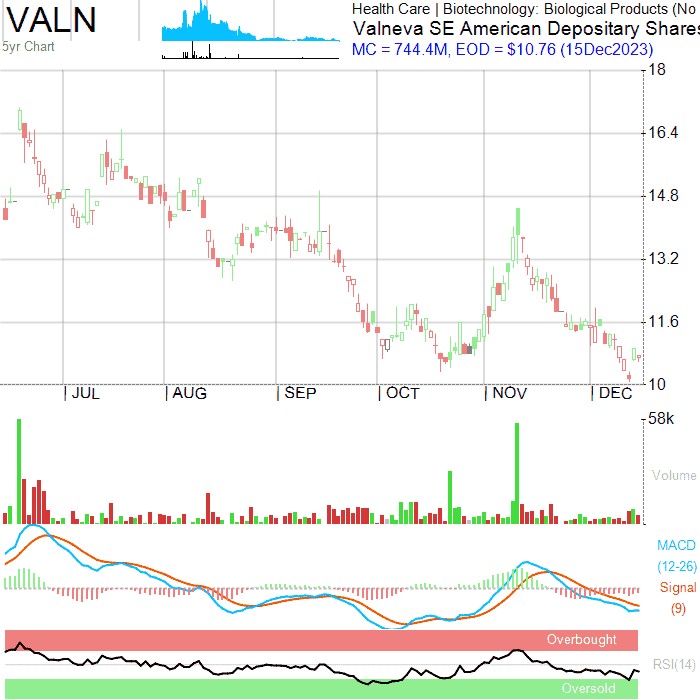 VALN
5yr Chart
Health Care | Biotechnology: Biological Products (No
Valneva SE American Depositary Shares
MC = 744.4M, EOD = $10.76 (15Dec2023)
18
16.4
14.8
13.2
11.6
10
JUL AUG SEP OCT NOV DEC
58k
Volume
MACD
(12-26)
Signal
(9)
Overbought
RSI(14)
Oversold